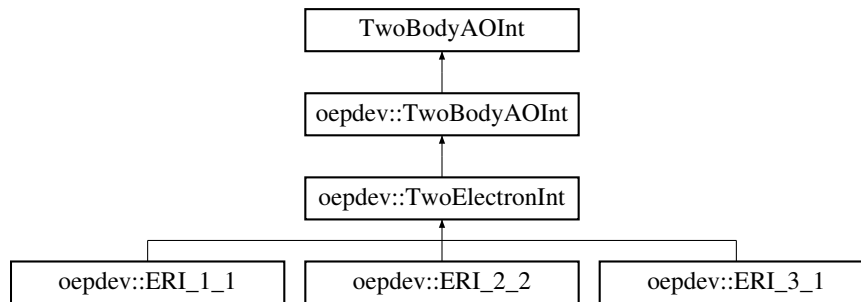 TwoBodyAOInt
oepdev::TwoBodyAOInt
oepdev::TwoElectronInt
oepdev::ERI_1_1 oepdev::ERI_2_2 oepdev::ERI_3_1